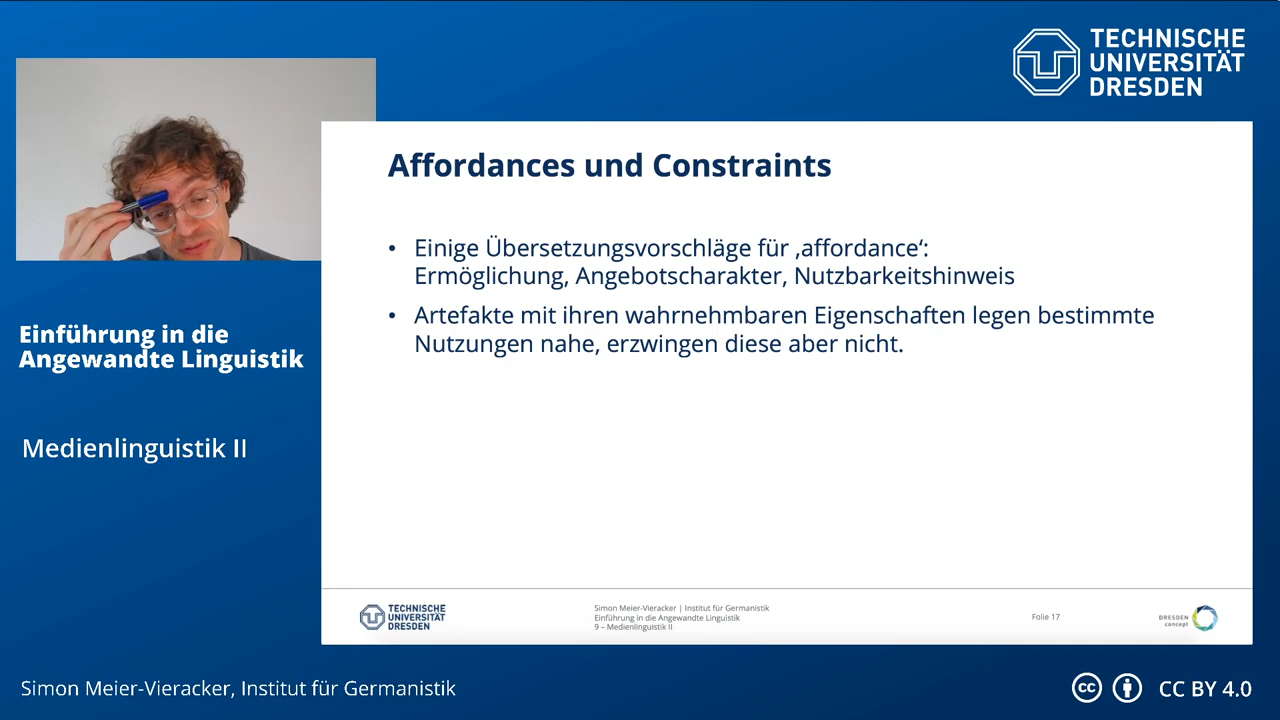 TECHNISCHE
UNIVERSITÄT
DRESDEN
Affordances und Constraints
• Einige Übersetzungsvorschläge für ‚affordance‘:
Ermöglichung, Angebotscharakter, Nutzbarkeitshinweis
• Artefakte mit ihren wahrnehmbaren Eigenschaften legen bestimmte
Nutzungen nahe, erzwingen diese aber nicht.
Einführung in die
Angewandte Linguistik
Medienlinguistik II
TECHNISCHE
UNIVERSITÄT
DRESDEN
Simon Meier-Vieracker | Institut für Germanistik
Einführung in die Angewandte Linguistik
9 – Medienlinguistik II
Folie 17
DRESDEN
concept
Simon Meier-Vieracker, Institut für Germanistik
cc CC BY 4.0